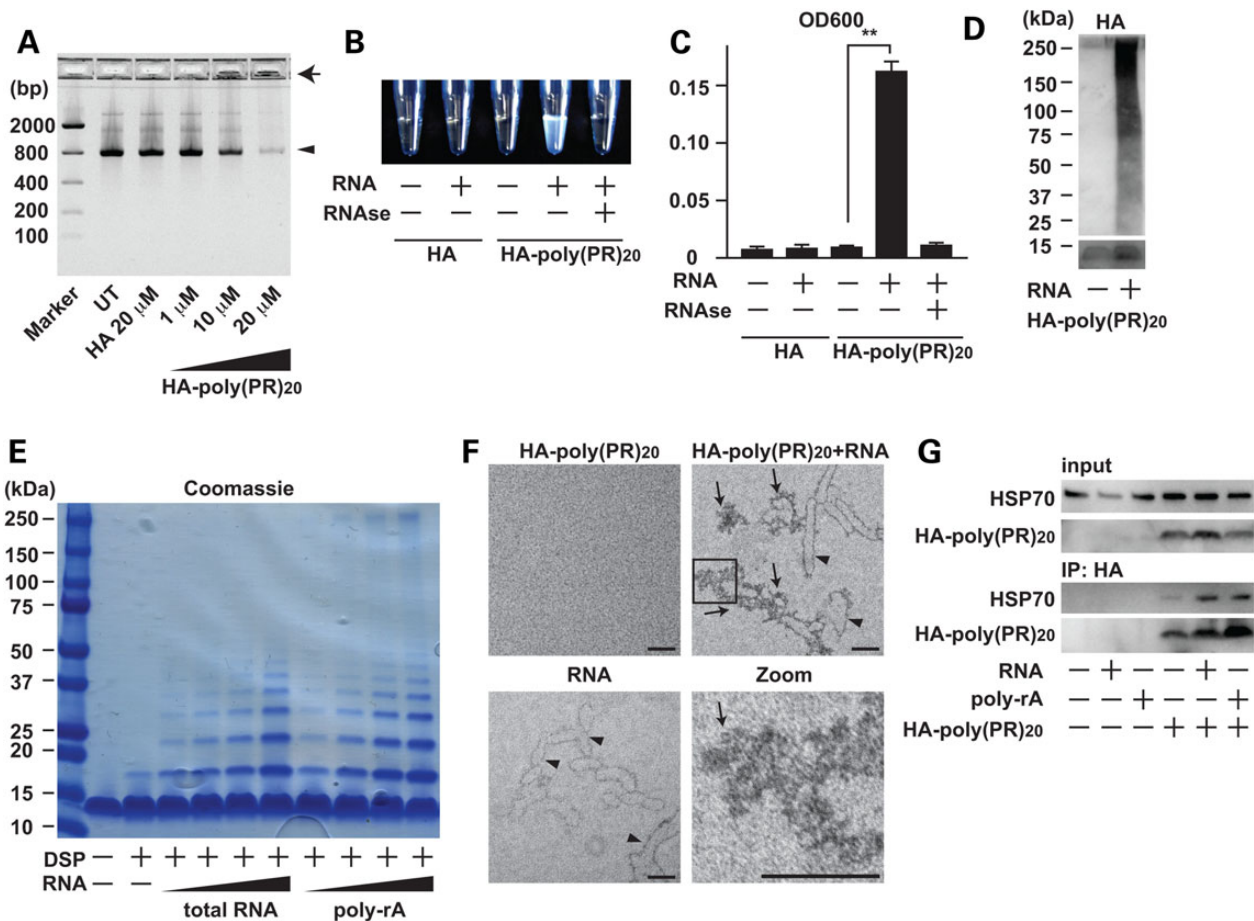 A
(bp)
2000
800
400
200
100
Marker
UT
HA 20 μM
1 μM
10 μM
20 μM
HA-poly(PR)20
B
RNA — + — + +
RNAse — — — — +
HA HA-poly(PR)20
C
OD600
**
0.15
0.05
0
RNA — + — + +
RNAse — — — — +
HA HA-poly(PR)20
D
(kDa) HA
250
150
100
75
50
37
25
15
RNA — +
HA-poly(PR)20
E
(kDa) Coomassie
250
150
100
75
50
37
25
20
15
10
DSP — + + + + + + + + +
RNA — —
total RNA poly-rA
F
HA-poly(PR)20 HA-poly(PR)20+RNA
RNA Zoom
G
input
HSP70
HA-poly(PR)20
IP: HA
HSP70
HA-poly(PR)20
RNA — + — — + —
poly-rA — — + — — +
HA-poly(PR)20 — — — + + +